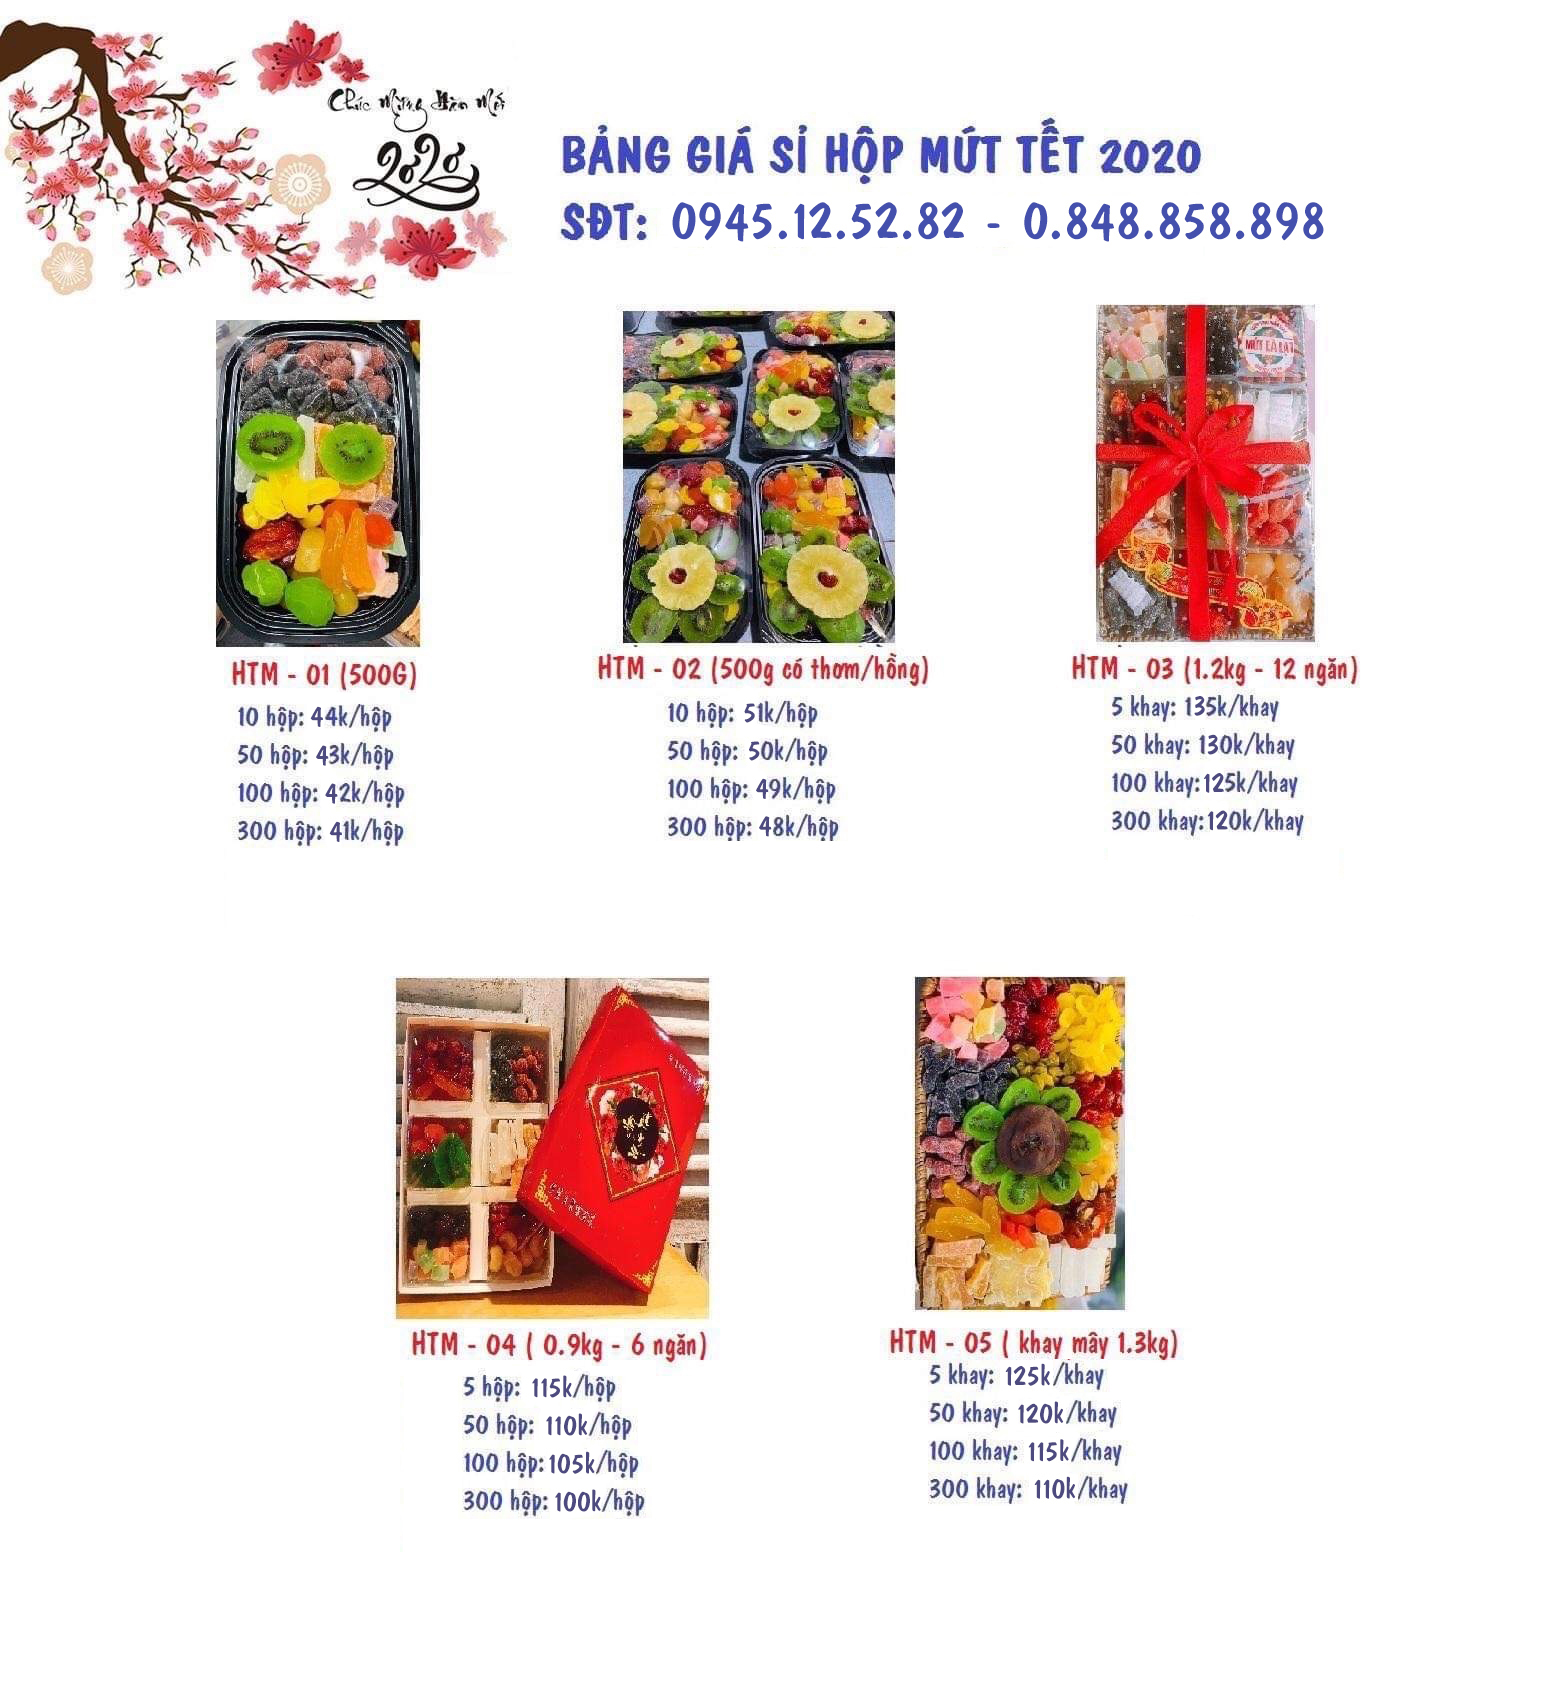 Chúc Mừng Năm Mới
2020
BẢNG GIÁ SỈ HỘP MỨT TẾT 2020
SĐT: 0945.12.52.82 - 0.848.858.898
MỨT ĐÀ LẠT
HTM - 01 (500G)
10 hộp: 44k/hộp
50 hộp: 43k/hộp
100 hộp: 42k/hộp
300 hộp: 41k/hộp
HTM - 02 (500g có thơm/hồng)
10 hộp: 51k/hộp
50 hộp: 50k/hộp
100 hộp: 49k/hộp
300 hộp: 48k/hộp
HTM - 03 (1.2kg - 12 ngăn)
5 khay: 135k/khay
50 khay: 130k/khay
100 khay:125k/khay
300 khay:120k/khay
HTM - 04 ( 0.9kg - 6 ngăn)
5 hộp: 115k/hộp
50 hộp: 110k/hộp
100 hộp:105k/hộp
300 hộp: 100k/hộp
HTM - 05 ( khay mây 1.3kg)
5 khay: 125k/khay
50 khay: 120k/khay
100 khay: 115k/khay
300 khay: 110k/khay